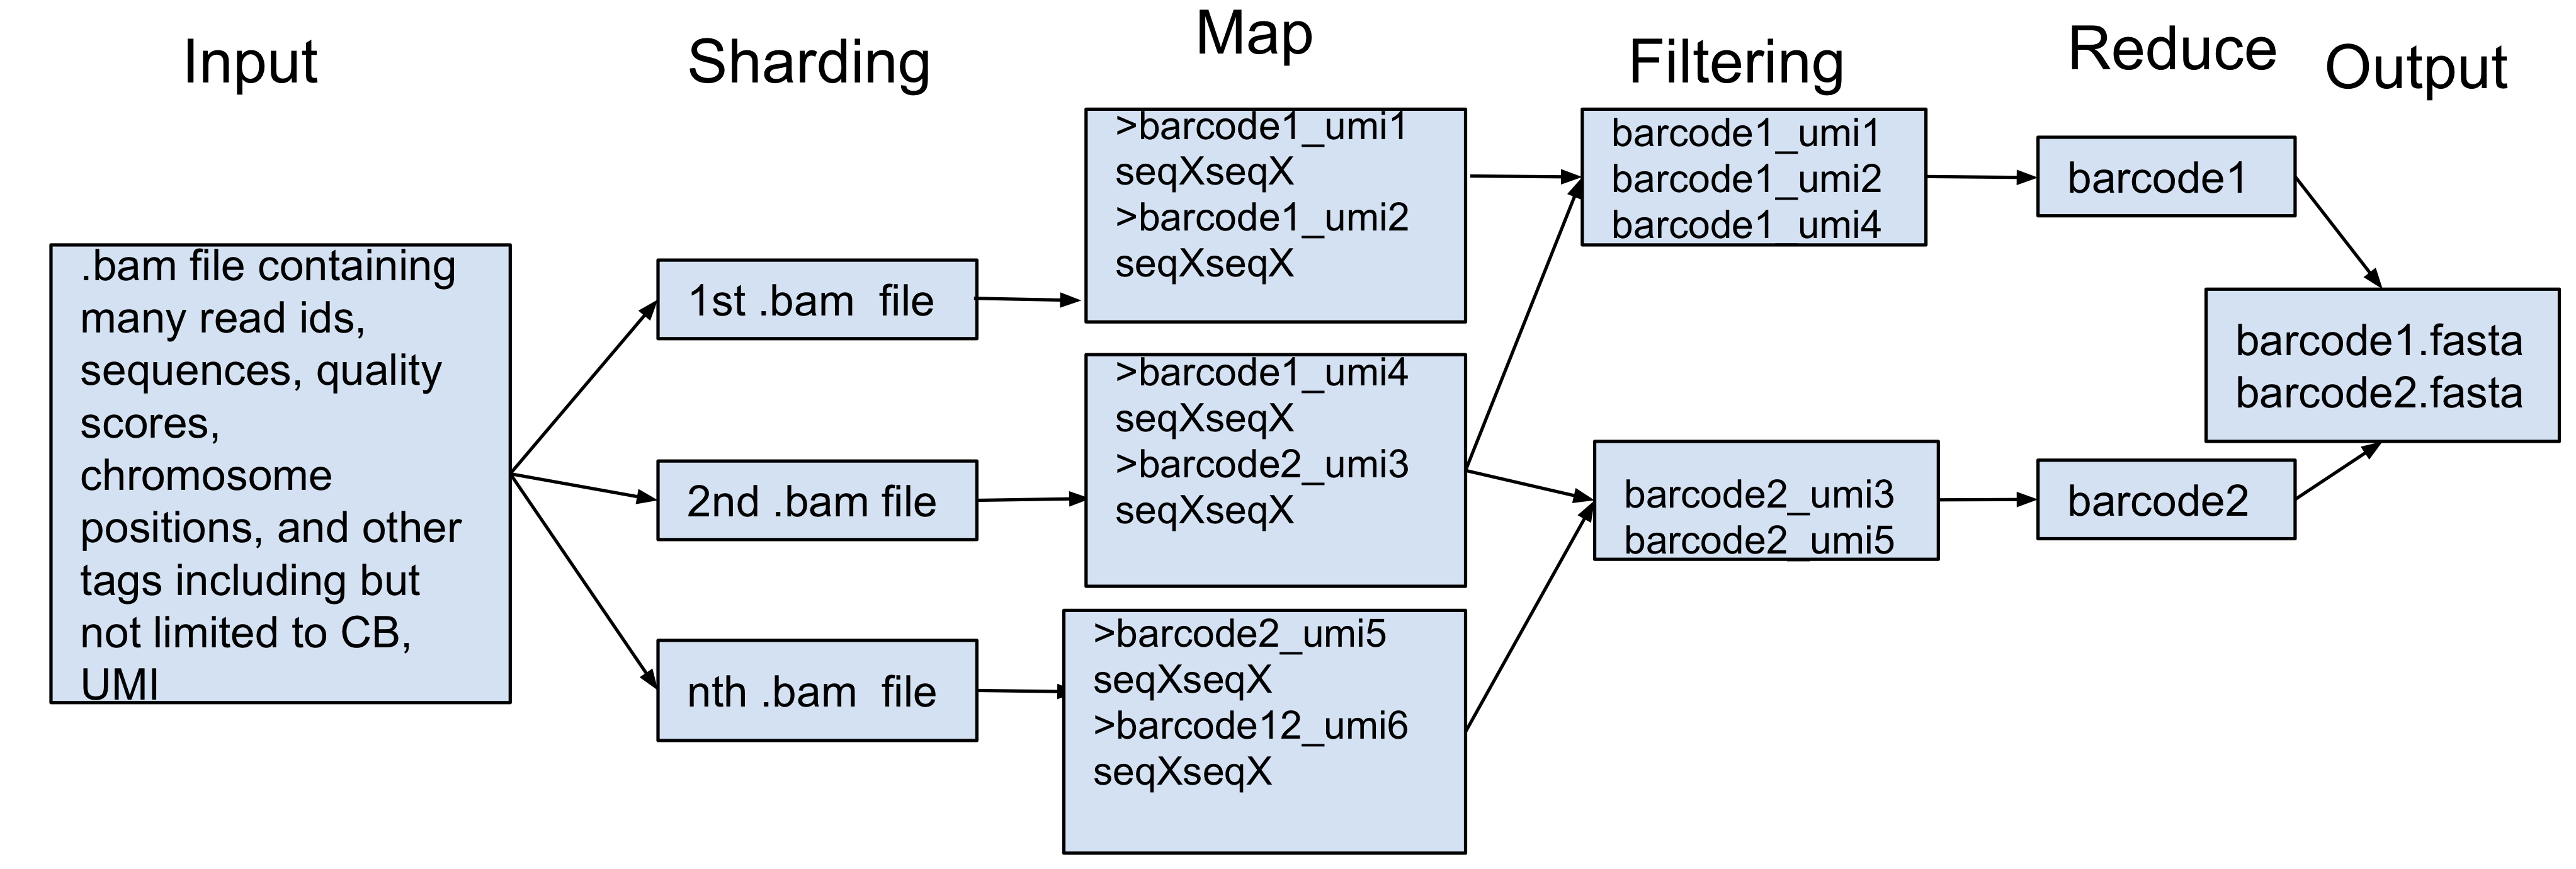 Input
Sharding
Map
Filtering
Reduce
Output
.bam file containing
many read ids,
sequences, quality
scores,
chromosome
positions, and other
tags including but
not limited to CB,
UMI
1st .bam  file
2nd .bam file
nth .bam  file
>barcode1_umi1
seqXseqX
>barcode1_umi2
seqXseqX
>barcode1_umi4
seqXseqX
>barcode2_umi3
seqXseqX
>barcode2_umi5
seqXseqX
>barcode12_umi6
seqXseqX
barcode1_umi1
barcode1_umi2
barcode1_umi4
barcode2_umi3
barcode2_umi5
barcode1
barcode2
barcode1.fasta
barcode2.fasta